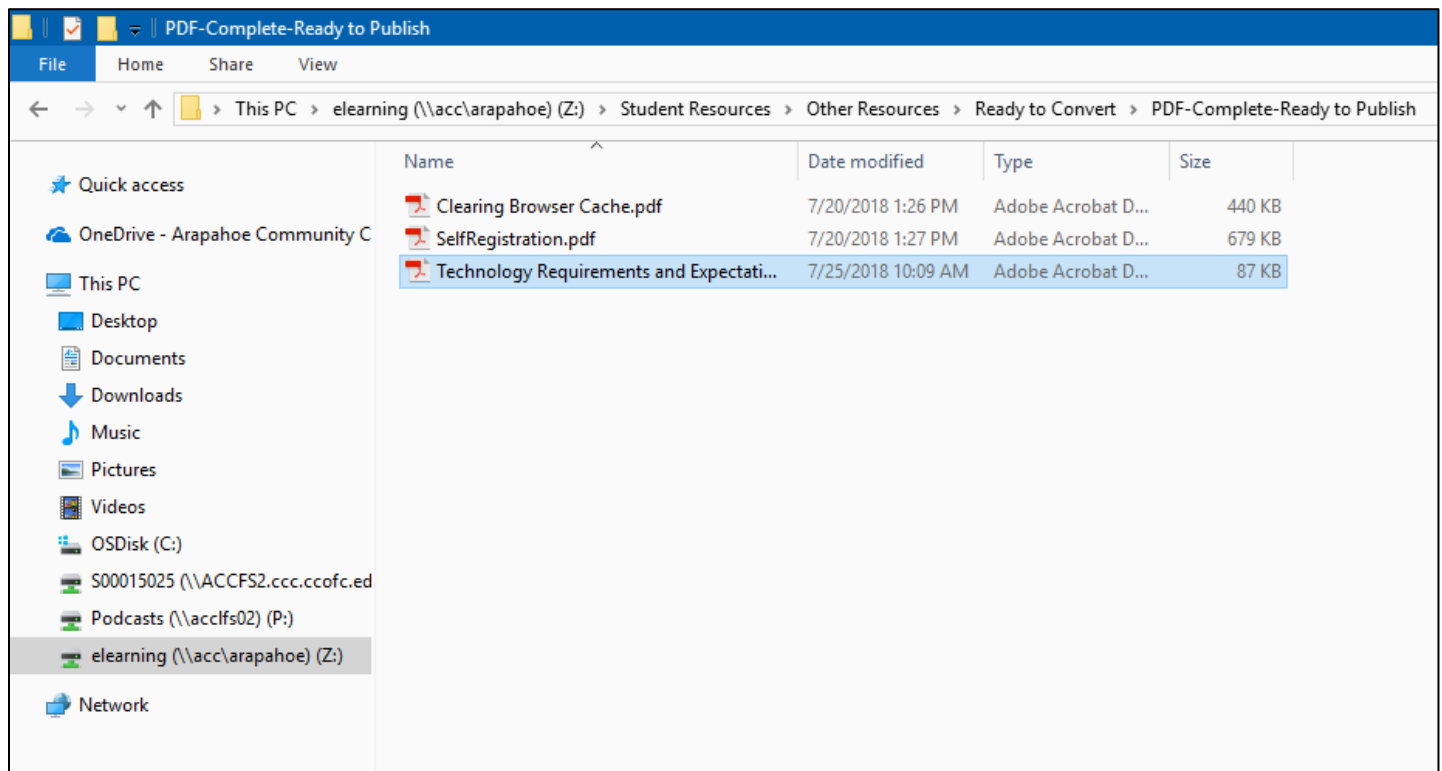 PDF-Complete-Ready to Publish
File Home Share View
This PC > elearning (\\acc\arapahoe) (Z:) > Student Resources > Other Resources > Ready to Convert > PDF-Complete-Ready to Publish
Name Date modified Type Size
Quick access
Clearing Browser Cache.pdf 7/20/2018 1:26 PM Adobe Acrobat D... 440 KB
OneDrive - Arapahoe Community C
SelfRegistration.pdf 7/20/2018 1:27 PM Adobe Acrobat D... 679 KB
This PC
Technology Requirements and Expectati... 7/25/2018 10:09 AM Adobe Acrobat D... 87 KB
Desktop
Documents
Downloads
Music
Pictures
Videos
OSDisk (C:)
S00015025 (\\ACCFS2.ccc.ccofc.ed
Podcasts (\\acclfs02) (P:)
elearning (\\acc\arapahoe) (Z:)
Network